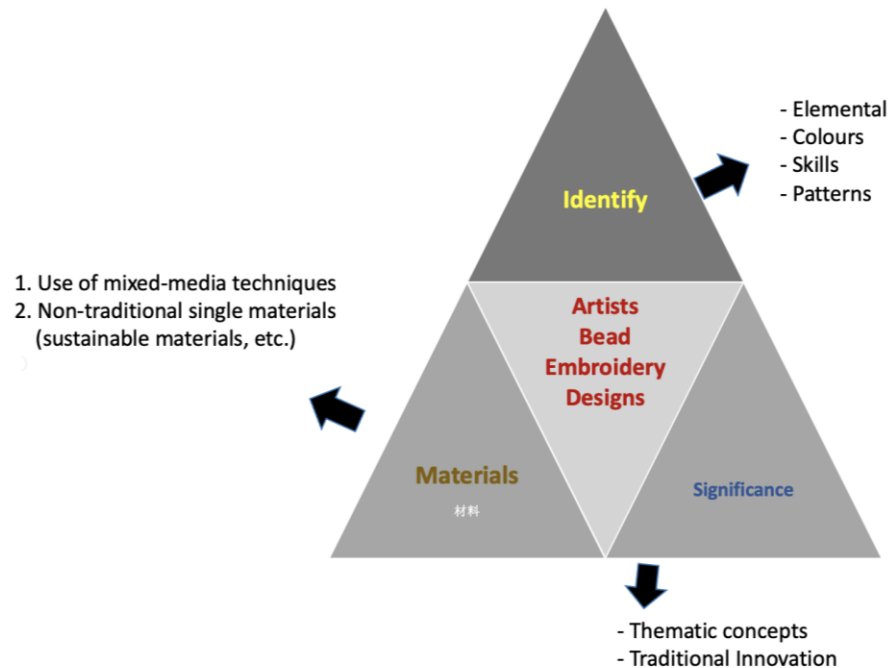 Identify
- Elemental
- Colours
- Skills
- Patterns
1. Use of mixed-media techniques
2. Non-traditional single materials
(sustainable materials, etc.)
)
Artists
Bead
Embroidery
Designs
Materials
材料
Significance
- Thematic concepts
- Traditional Innovation